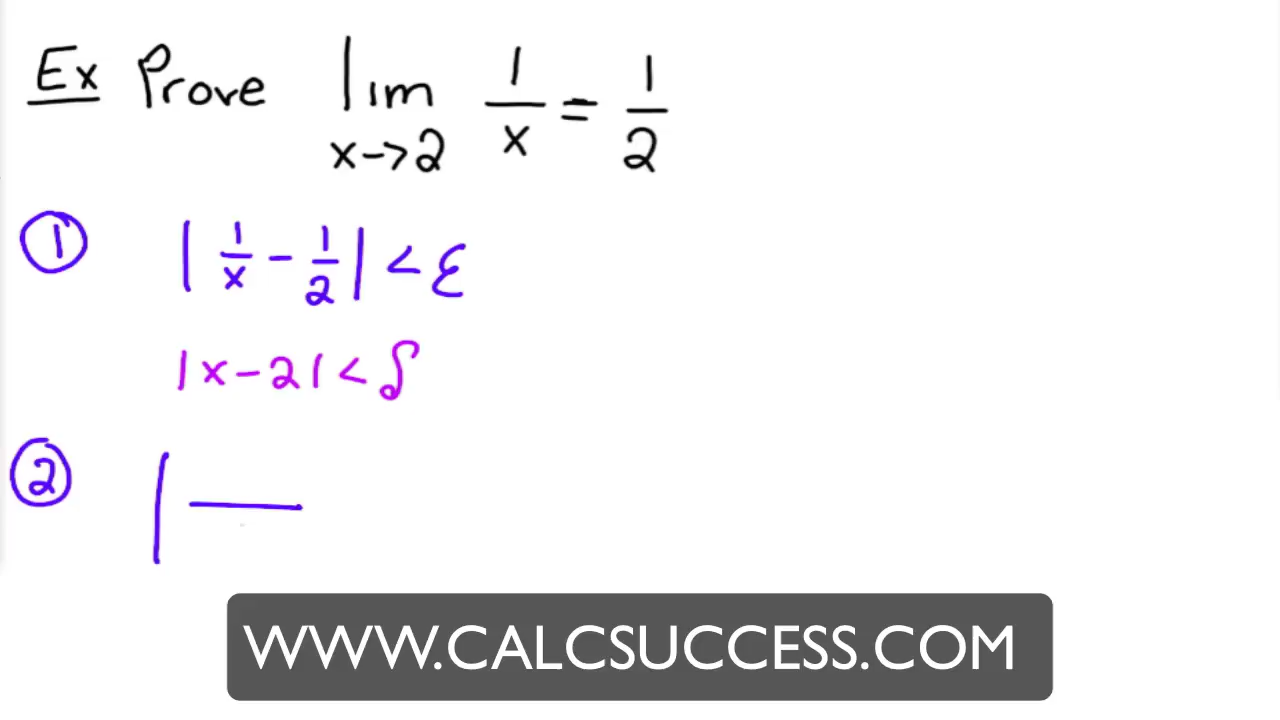 Ex Prove lim 1/x = 1/2
x->2
① | 1/x - 1/2 | < ε
|x-2| < δ
② |
WWW.CALCSUCCESS.COM